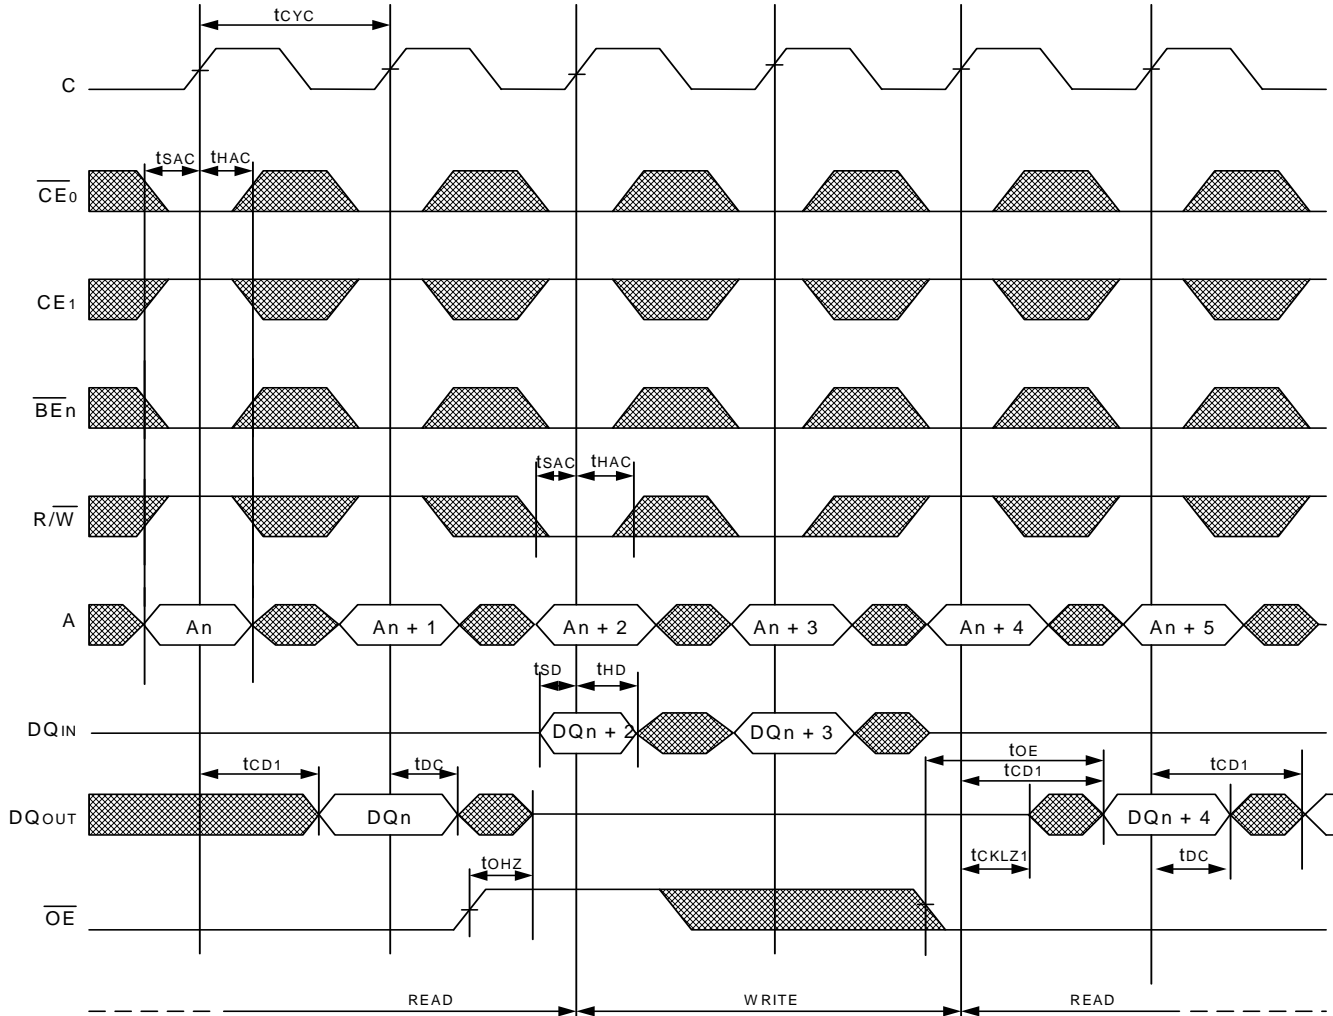 tCYC
C
tSAC tHAC
CE0
CE1
BEn
tSAC tHAC
R/W
A An An + 1 An + 2 An + 3 An + 4 An + 5
tSD tHD
DQIN DQn + 2 DQn + 3
tOE
tCD1 tDC tCD1 tCD1
DQOUT DQn DQn + 4
tOHZ tCKLZ1 tDC
OE
READ WRITE READ